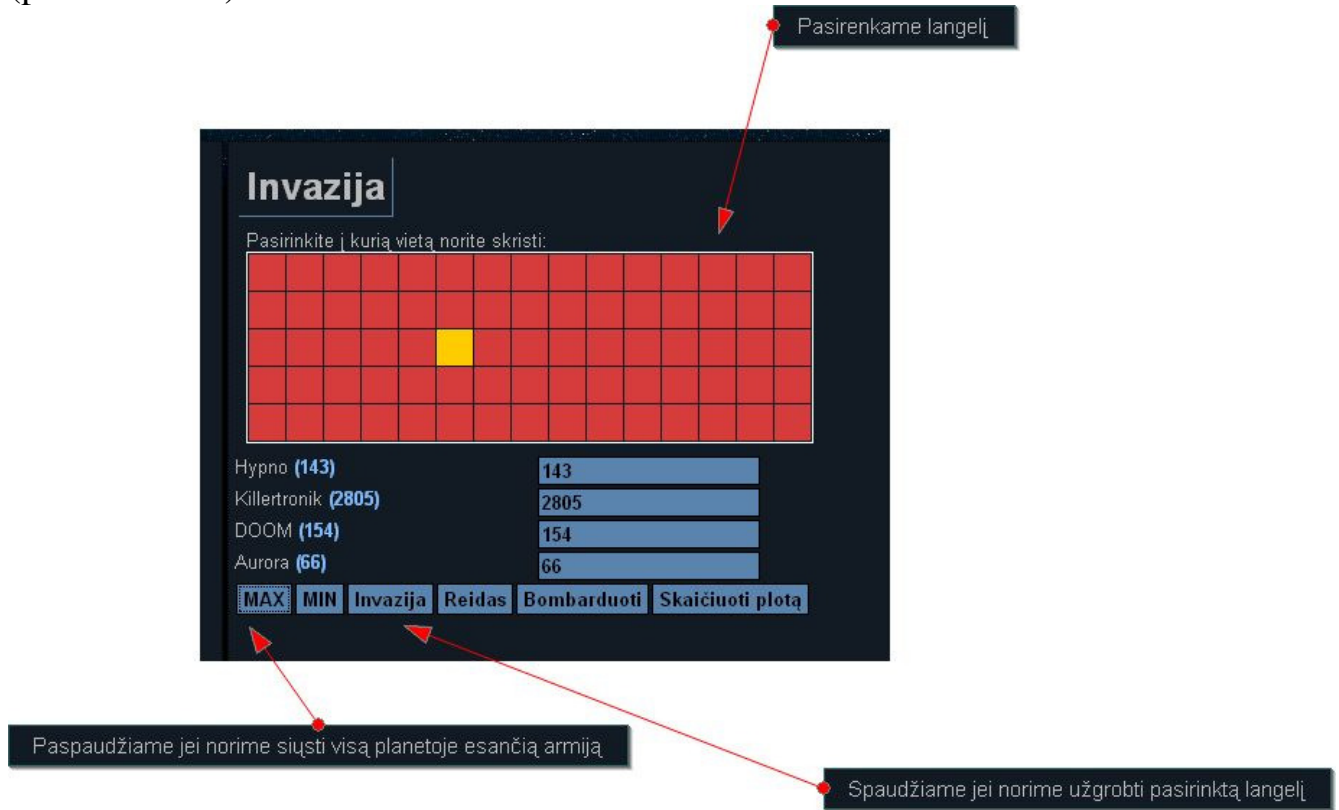 Pasirenkame langelį
Invazija
Pasirinkite į kurią vietą norite skristi:
Hypno (143) 143
Killertronik (2805) 2805
DOOM (154) 154
Aurora (66) 66
MAX MIN Invazija Reidas Bombarduoti Skaičiuoti plotą
Paspaudžiame jei norime siųsti visą planetoje esančią armiją
Spaudžiame jei norime užgrobti pasirinktą langelį